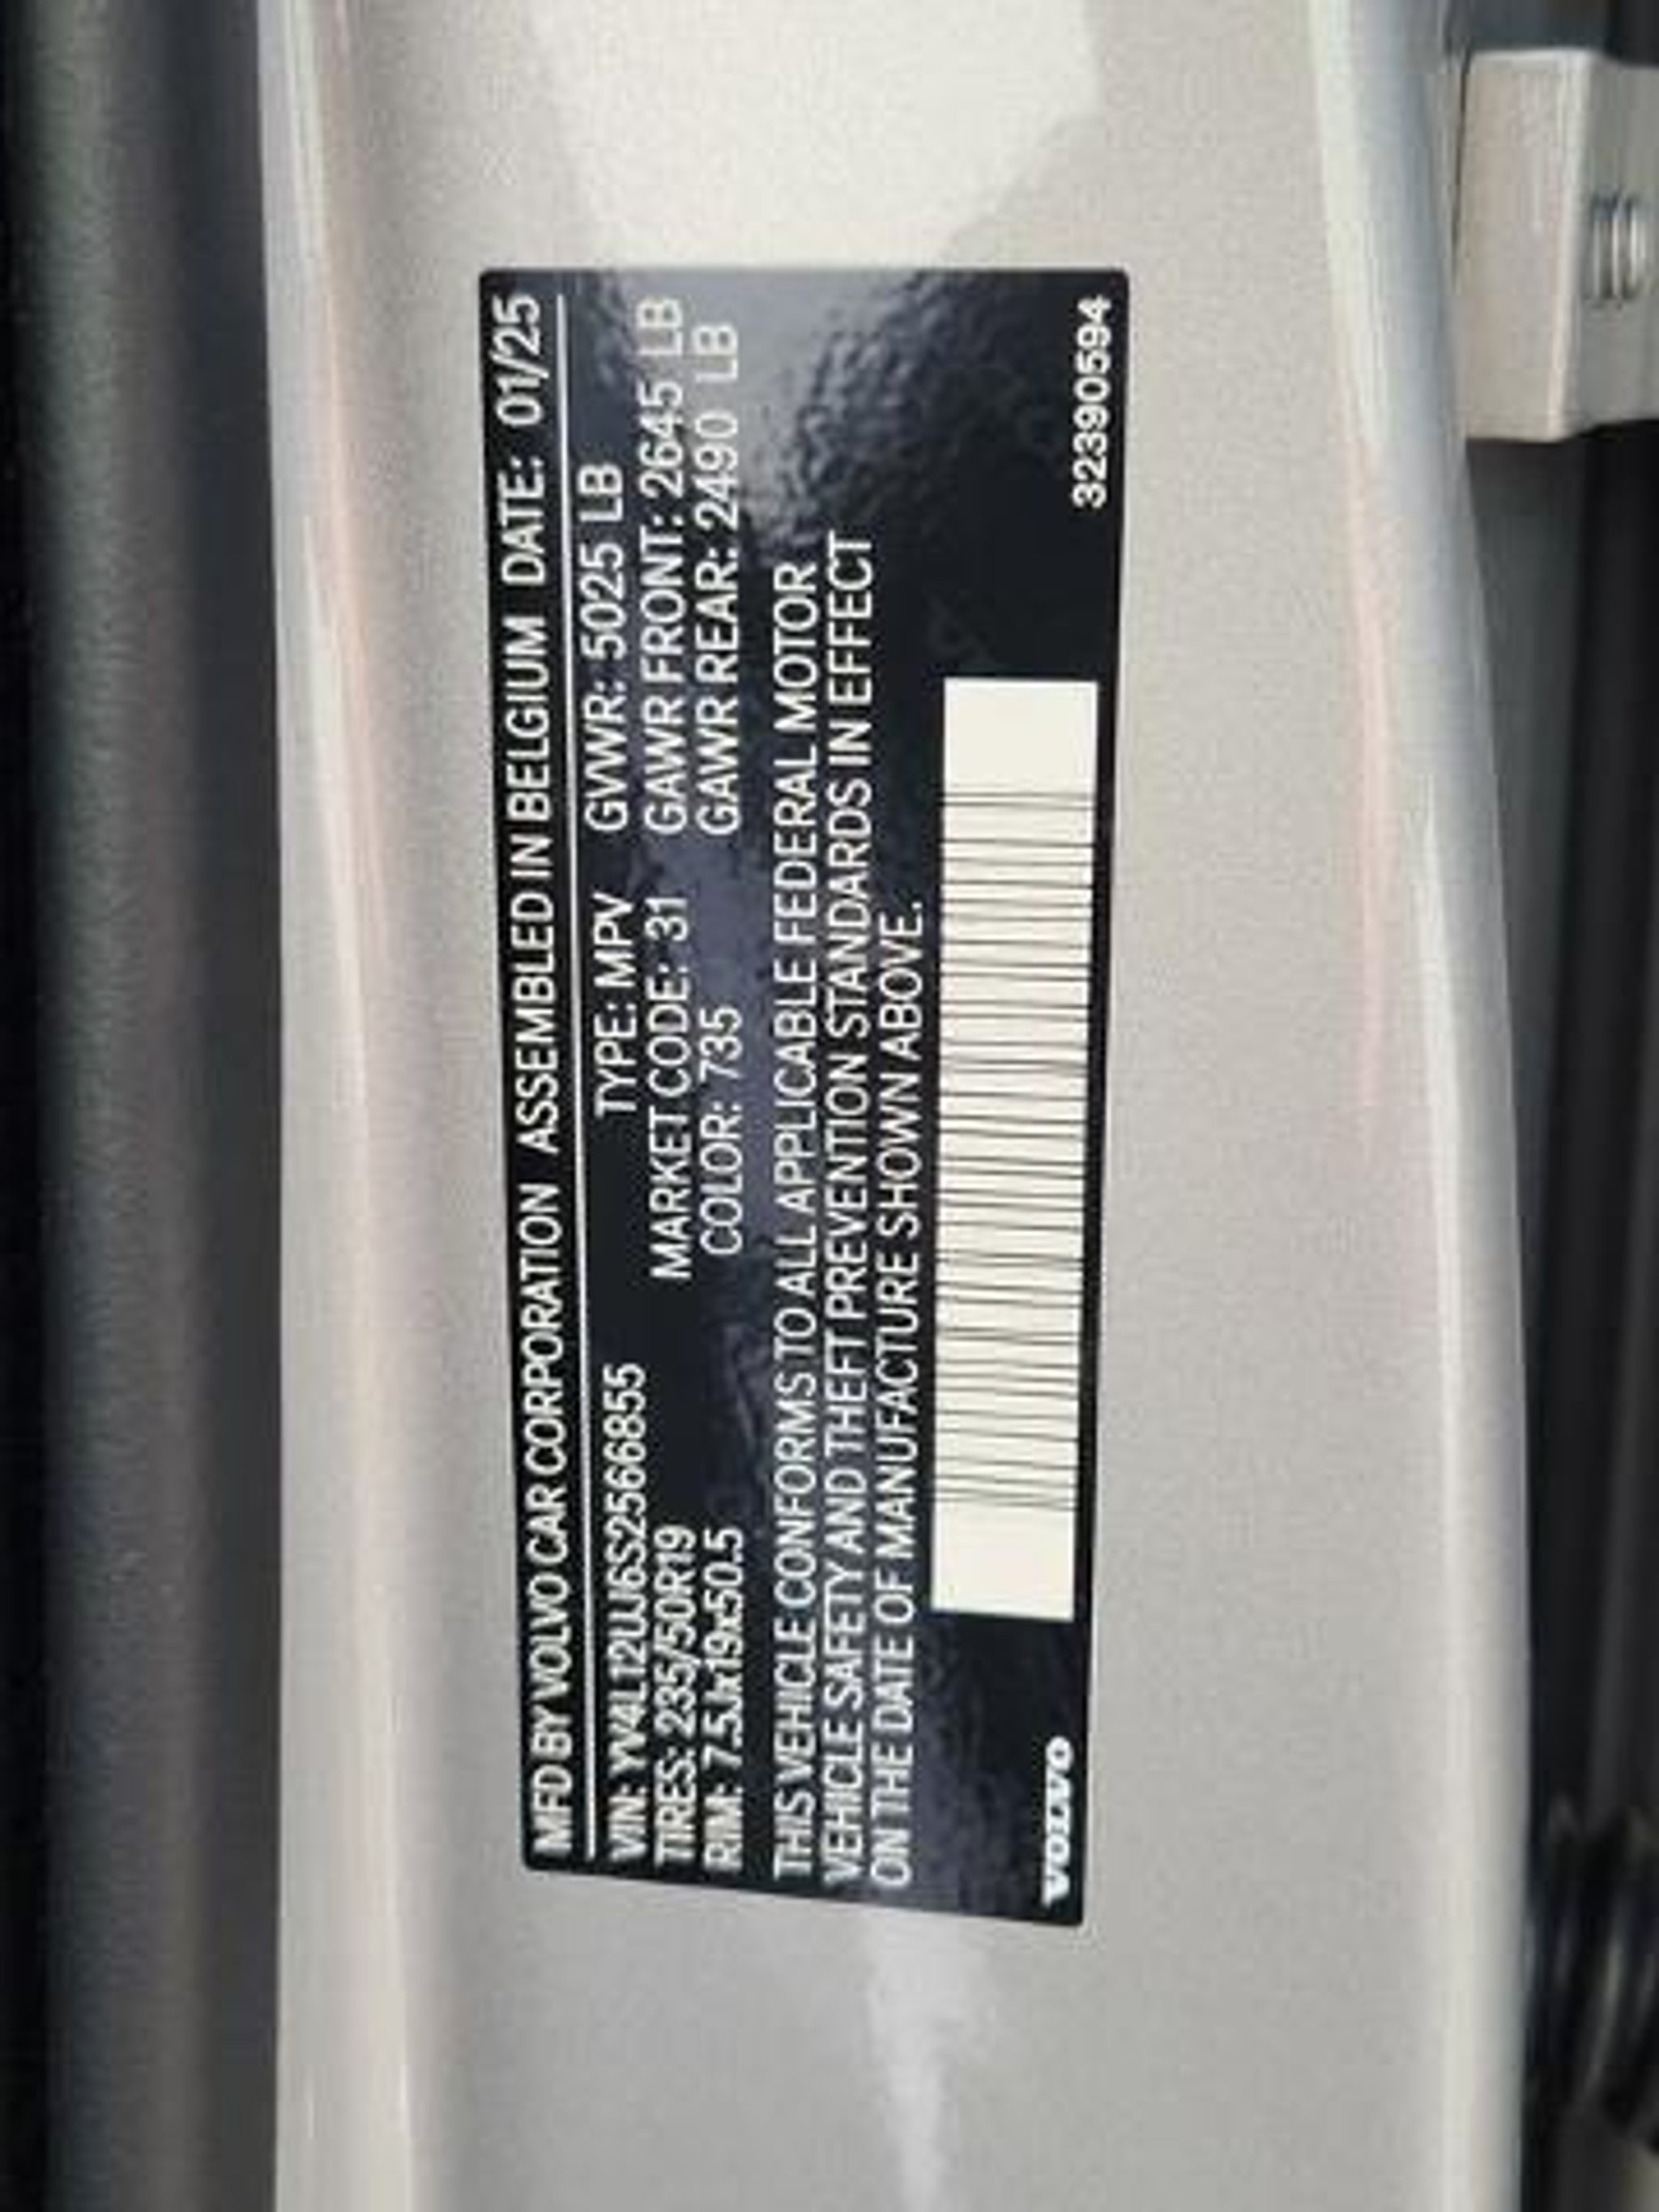 MFD BY VOLVO CAR CORPORATION ASSEMBLED IN BELGIUM DATE: 01/25
VIN: YV4L12UJ6S2566855 TYPE: MPV GVWR: 5025 LB
TIRES: 235/50R19 MARKET CODE: 31 GAWR FRONT: 2645 LB
RIM: 7.5Jx19x50.5 COLOR: 735 GAWR REAR: 2490 LB
THIS VEHICLE CONFORMS TO ALL APPLICABLE FEDERAL MOTOR
VEHICLE SAFETY AND THEFT PREVENTION STANDARDS IN EFFECT
ON THE DATE OF MANUFACTURE SHOWN ABOVE.
VOLVO 32390594